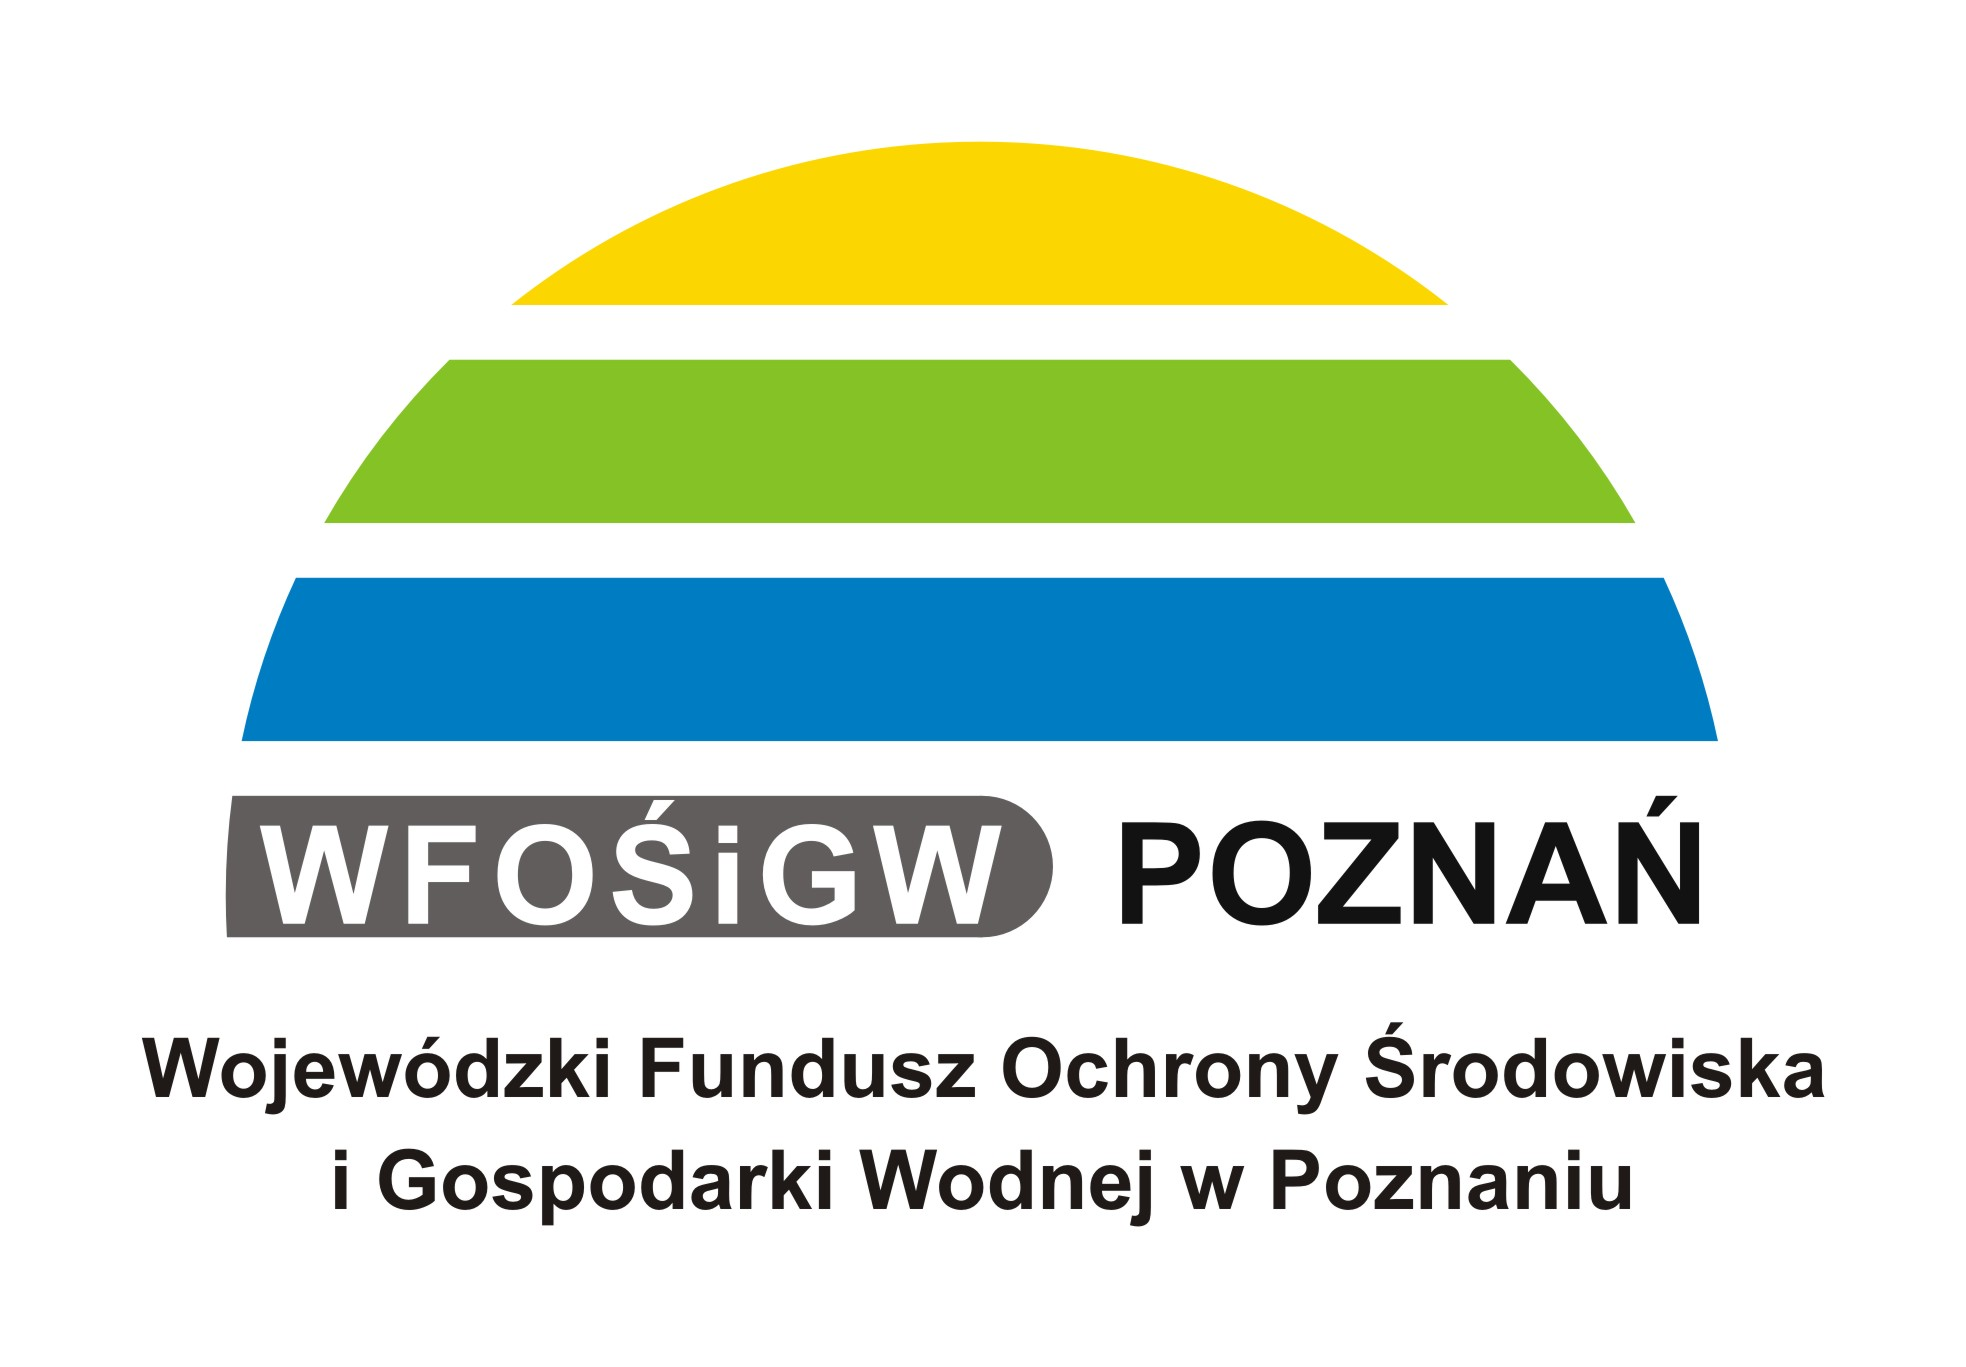 WFOŚiGW POZNAŃ
Wojewódzki Fundusz Ochrony Środowiska
i Gospodarki Wodnej w Poznaniu